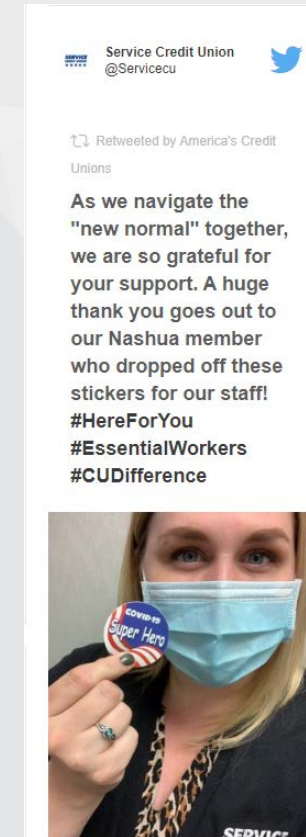 SERVICE
Service Credit Union
@Servicecu
Retweeted by America's Credit
Unions
As we navigate the
"new normal" together,
we are so grateful for
your support. A huge
thank you goes out to
our Nashua member
who dropped off these
stickers for our staff!
#HereForYou
#EssentialWorkers
#CUDifference
COVID-19
Super Hero
SERVICE